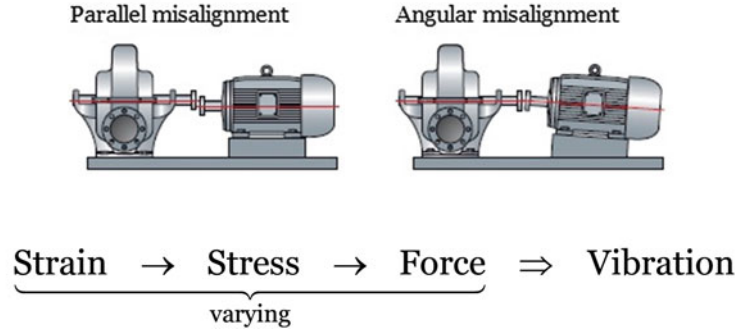 Parallel misalignment
Angular misalignment
Strain → Stress → Force ⇒ Vibration
varying